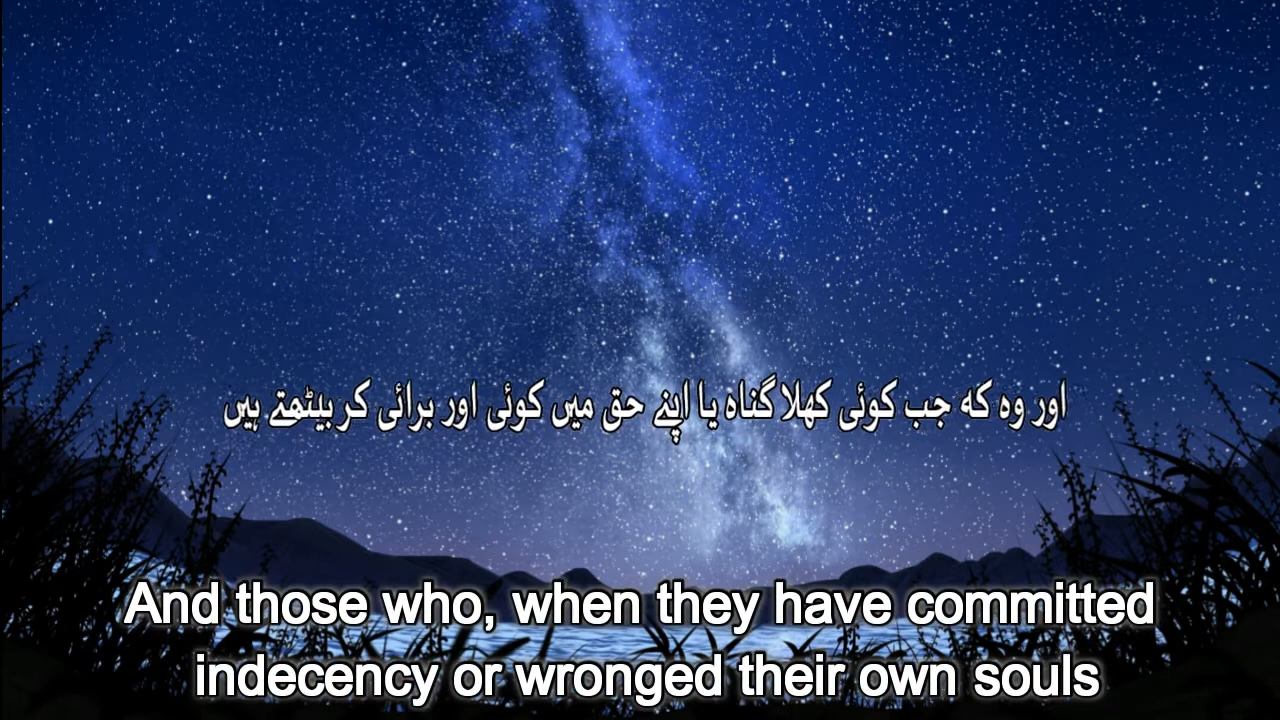 اور وہ کہ جب کوئی کھلا گناہ یا اپنے حق میں کوئی اور برائی کر بیٹھتے ہیں
And those who, when they have committed
indecency or wronged their own souls